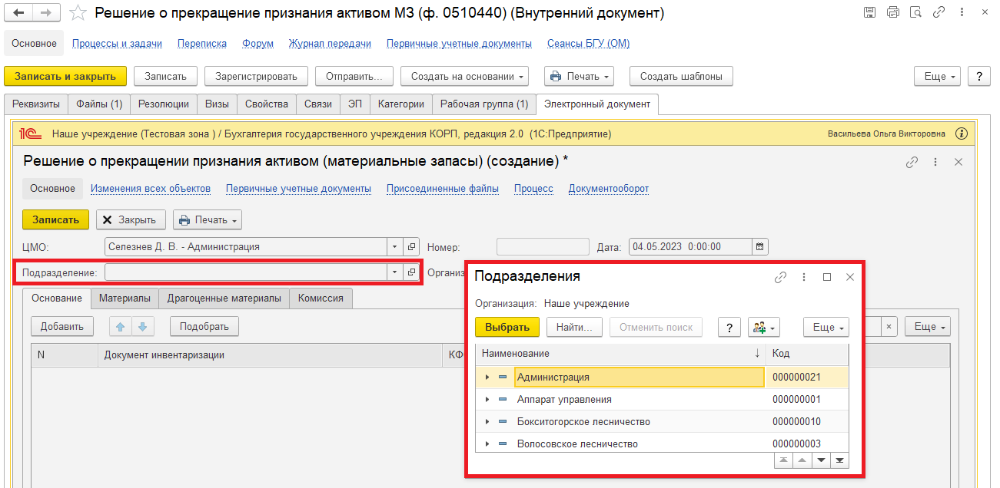 Решение о прекращение признания активом МЗ (ф. 0510440) (Внутренний документ)
Основное Процессы и задачи Переписка Форум Журнал передачи Первичные учетные документы Сеансы БГУ (ОМ)
Записать и закрыть Записать Зарегистрировать Отправить... Создать на основании Печать Создать шаблоны Еще ?
Реквизиты Файлы (1) Резолюции Визы Свойства Связи ЭП Категории Рабочая группа (1) Электронный документ
1С Наше учреждение (Тестовая зона ) / Бухгалтерия государственного учреждения КОРП, редакция 2.0 (1С:Предприятие) Васильева Ольга Викторовна i
Решение о прекращении признания активом (материальные запасы) (создание) *
Основное Изменения всех объектов Первичные учетные документы Присоединенные файлы Процесс Документооборот
Записать Закрыть Печать
ЦМО: Селезнев Д. В. - Администрация Номер: Дата: 04.05.2023 0:00:00
Подразделение: Органи
Основание Материалы Драгоценные материалы Комиссия
Добавить Подобрать × Еще
N Документ инвентаризации КФ
Подразделения
Организация: Наше учреждение
Выбрать Найти... Отменить поиск ? Еще
Наименование ↓ Код
Администрация 000000021
Аппарат управления 000000001
Бокситогорское лесничество 000000010
Волосовское лесничество 000000003